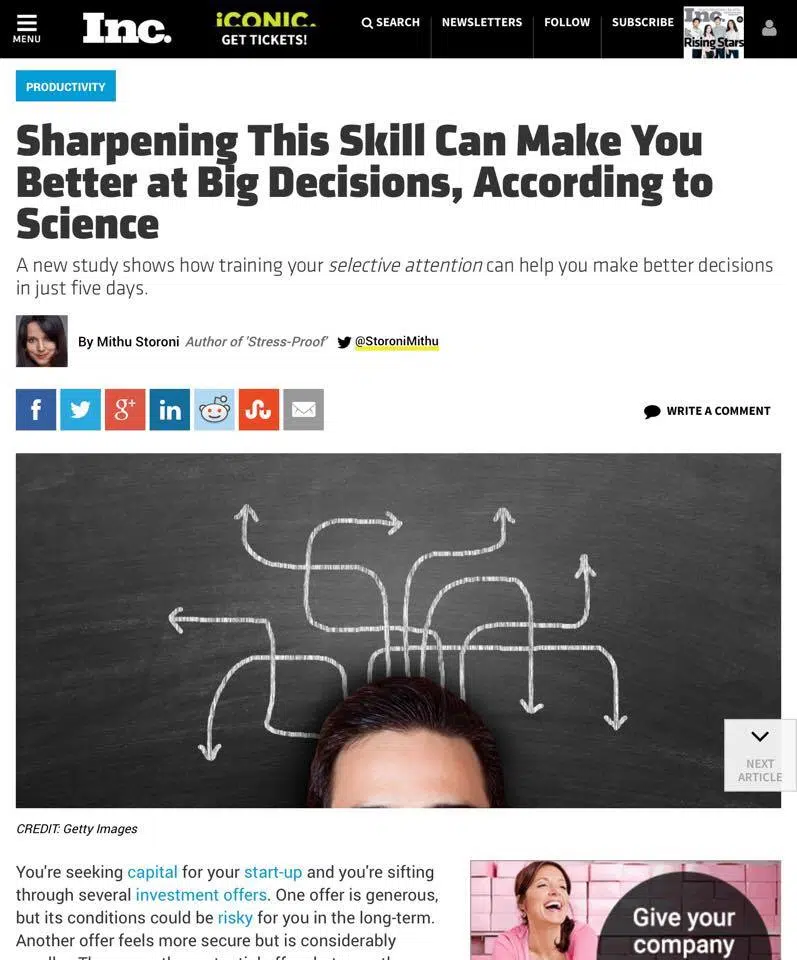 MENU
Inc.
iCONIC.
GET TICKETS!
SEARCH
NEWSLETTERS
FOLLOW
SUBSCRIBE
Inc.
Rising Stars
PRODUCTIVITY
Sharpening This Skill Can Make You
Better at Big Decisions, According to
Science
A new study shows how training your selective attention can help you make better decisions
in just five days.
By Mithu Storoni Author of 'Stress-Proof' @StoroniMithu
f
g+
in
WRITE A COMMENT
NEXT
ARTICLE
CREDIT: Getty Images
You're seeking capital for your start-up and you're sifting
through several investment offers. One offer is generous,
but its conditions could be risky for you in the long-term.
Another offer feels more secure but is considerably
Give your
company